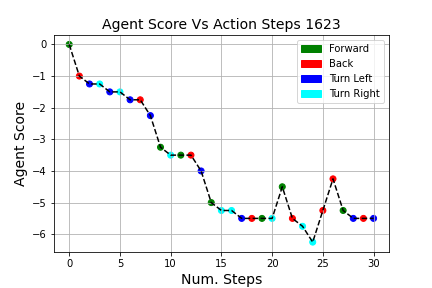 Agent Score Vs Action Steps 1623
Forward
Back
Turn Left
Turn Right
Agent Score
0
−1
−2
−3
−4
−5
−6
0 5 10 15 20 25 30
Num. Steps